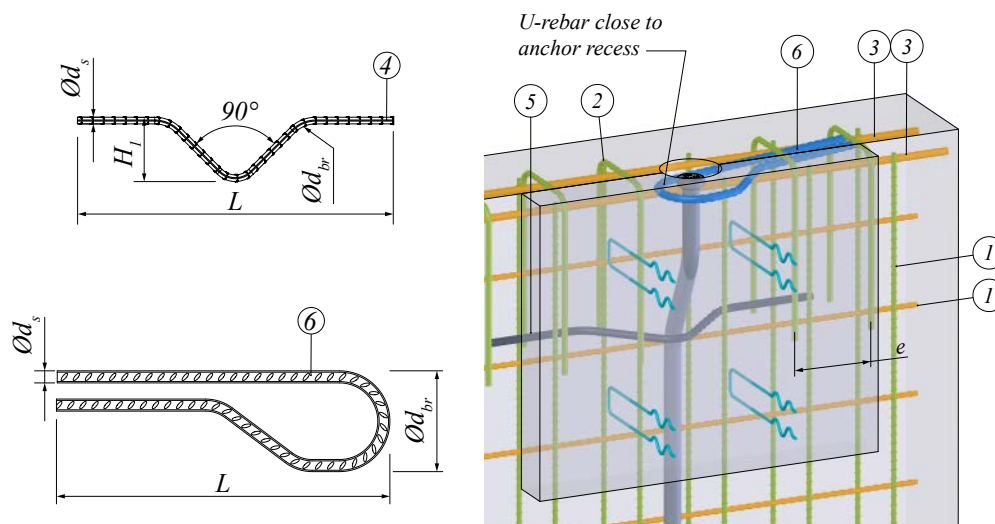 Ød_s
90°
4
H_1
Ød_br
L
Ød_s
6
Ød_br
L
U-rebar close to
anchor recess
6
3
3
5
2
1
1
e